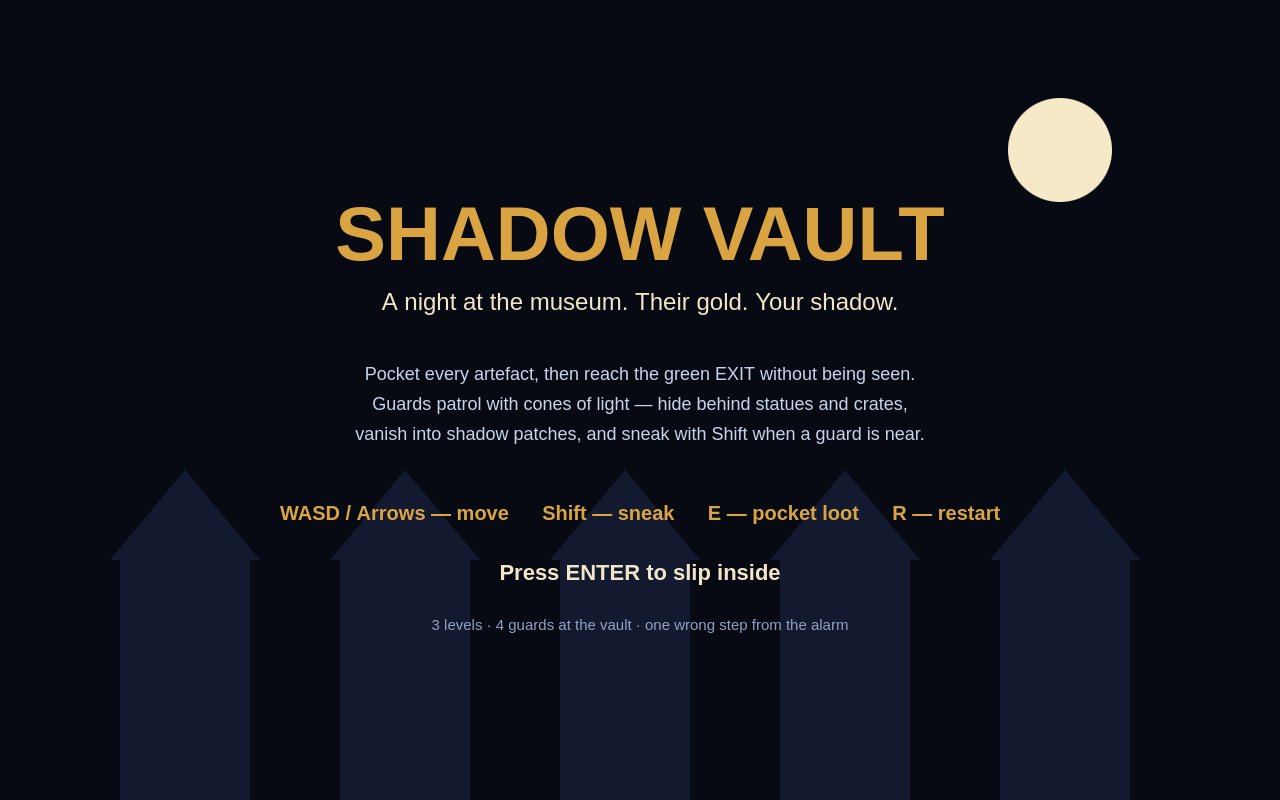 SHADOW VAULT
A night at the museum. Their gold. Your shadow.
Pocket every artefact, then reach the green EXIT without being seen.
Guards patrol with cones of light — hide behind statues and crates,
vanish into shadow patches, and sneak with Shift when a guard is near.
WASD / Arrows — move Shift — sneak E — pocket loot R — restart
Press ENTER to slip inside
3 levels · 4 guards at the vault · one wrong step from the alarm